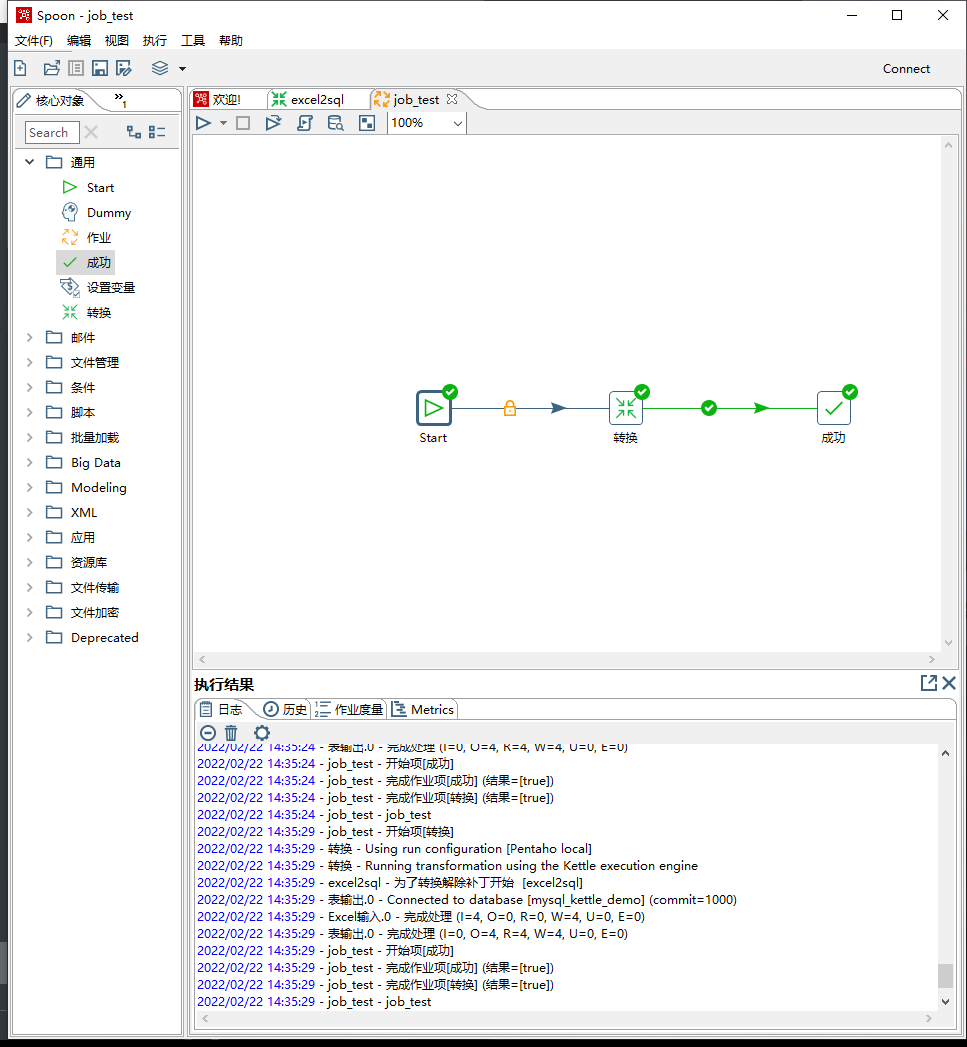 Spoon - job_test
文件(F) 编辑 视图 执行 工具 帮助
Connect
核心对象 » 1
Search
通用
Start
Dummy
作业
成功
设置变量
转换
邮件
文件管理
条件
脚本
批量加载
Big Data
Modeling
XML
应用
资源库
文件传输
文件加密
Deprecated
欢迎! excel2sql job_test
100%
Start 转换 成功
执行结果
日志 历史 作业度量 Metrics
2022/02/22 14:35:24 - 表输出.0 - 完成处理 (I=0, O=4, R=4, W=4, U=0, E=0)
2022/02/22 14:35:24 - job_test - 开始项[成功]
2022/02/22 14:35:24 - job_test - 完成作业项[成功] (结果=[true])
2022/02/22 14:35:24 - job_test - 完成作业项[转换] (结果=[true])
2022/02/22 14:35:24 - job_test - job_test
2022/02/22 14:35:29 - job_test - 开始项[转换]
2022/02/22 14:35:29 - 转换 - Using run configuration [Pentaho local]
2022/02/22 14:35:29 - 转换 - Running transformation using the Kettle execution engine
2022/02/22 14:35:29 - excel2sql - 为了转换解除补丁开始  [excel2sql]
2022/02/22 14:35:29 - 表输出.0 - Connected to database [mysql_kettle_demo] (commit=1000)
2022/02/22 14:35:29 - Excel输入.0 - 完成处理 (I=4, O=0, R=0, W=4, U=0, E=0)
2022/02/22 14:35:29 - 表输出.0 - 完成处理 (I=0, O=4, R=4, W=4, U=0, E=0)
2022/02/22 14:35:29 - job_test - 开始项[成功]
2022/02/22 14:35:29 - job_test - 完成作业项[成功] (结果=[true])
2022/02/22 14:35:29 - job_test - 完成作业项[转换] (结果=[true])
2022/02/22 14:35:29 - job_test - job_test